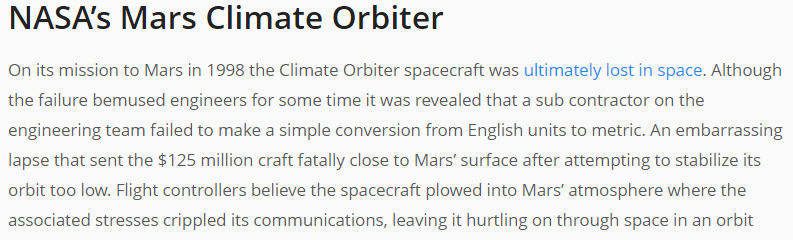 NASA’s Mars Climate Orbiter
On its mission to Mars in 1998 the Climate Orbiter spacecraft was ultimately lost in space. Although
the failure bemused engineers for some time it was revealed that a sub contractor on the
engineering team failed to make a simple conversion from English units to metric. An embarrassing
lapse that sent the $125 million craft fatally close to Mars’ surface after attempting to stabilize its
orbit too low. Flight controllers believe the spacecraft plowed into Mars’ atmosphere where the
associated stresses crippled its communications, leaving it hurtling on through space in an orbit